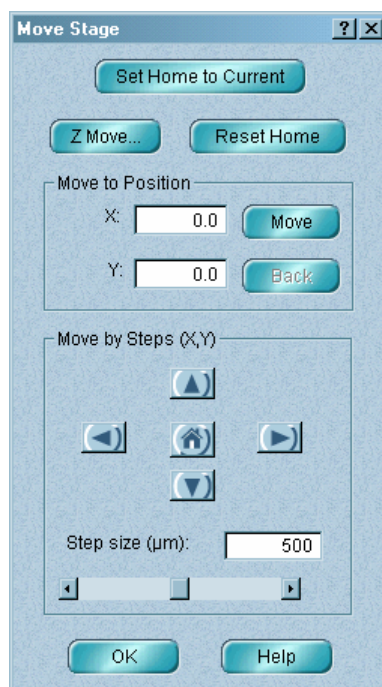 Move Stage
Set Home to Current
Z Move... Reset Home
Move to Position
X: 0.0 Move
Y: 0.0 Back
Move by Steps (X,Y)
Step size (µm): 500
OK Help